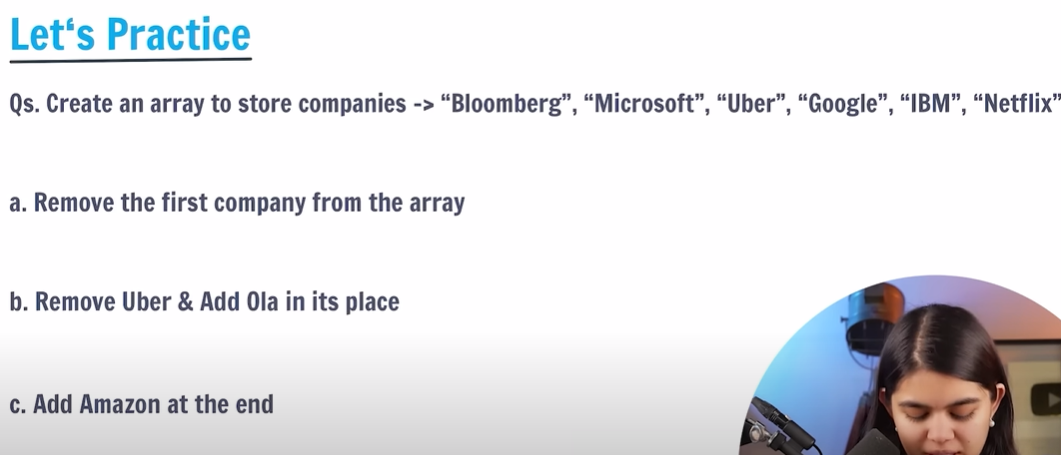 Let‘s Practice
Qs. Create an array to store companies -> “Bloomberg”, “Microsoft”, “Uber”, “Google”, “IBM”, “Netflix”
a. Remove the first company from the array
b. Remove Uber & Add Ola in its place
c. Add Amazon at the end